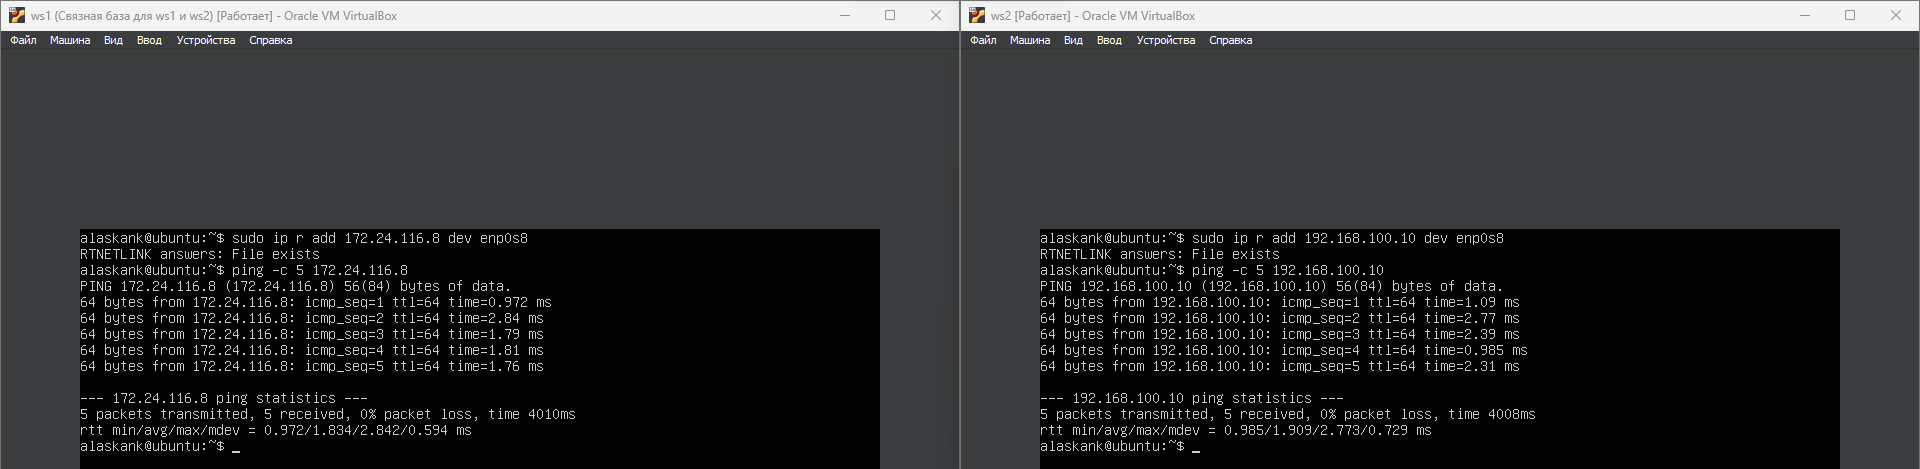 ws1 (Связная база для ws1 и ws2) [Работает] - Oracle VM VirtualBox
Файл Машина Вид Ввод Устройства Справка
alaskank@ubuntu:~$ sudo ip r add 172.24.116.8 dev enp0s8
RTNETLINK answers: File exists
alaskank@ubuntu:~$ ping -c 5 172.24.116.8
PING 172.24.116.8 (172.24.116.8) 56(84) bytes of data.
64 bytes from 172.24.116.8: icmp_seq=1 ttl=64 time=0.972 ms
64 bytes from 172.24.116.8: icmp_seq=2 ttl=64 time=2.84 ms
64 bytes from 172.24.116.8: icmp_seq=3 ttl=64 time=1.79 ms
64 bytes from 172.24.116.8: icmp_seq=4 ttl=64 time=1.81 ms
64 bytes from 172.24.116.8: icmp_seq=5 ttl=64 time=1.76 ms
--- 172.24.116.8 ping statistics ---
5 packets transmitted, 5 received, 0% packet loss, time 4010ms
rtt min/avg/max/mdev = 0.972/1.834/2.842/0.594 ms
alaskank@ubuntu:~$ _
ws2 [Работает] - Oracle VM VirtualBox
Файл Машина Вид Ввод Устройства Справка
alaskank@ubuntu:~$ sudo ip r add 192.168.100.10 dev enp0s8
RTNETLINK answers: File exists
alaskank@ubuntu:~$ ping -c 5 192.168.100.10
PING 192.168.100.10 (192.168.100.10) 56(84) bytes of data.
64 bytes from 192.168.100.10: icmp_seq=1 ttl=64 time=1.09 ms
64 bytes from 192.168.100.10: icmp_seq=2 ttl=64 time=2.77 ms
64 bytes from 192.168.100.10: icmp_seq=3 ttl=64 time=2.39 ms
64 bytes from 192.168.100.10: icmp_seq=4 ttl=64 time=0.985 ms
64 bytes from 192.168.100.10: icmp_seq=5 ttl=64 time=2.31 ms
--- 192.168.100.10 ping statistics ---
5 packets transmitted, 5 received, 0% packet loss, time 4008ms
rtt min/avg/max/mdev = 0.985/1.909/2.773/0.729 ms
alaskank@ubuntu:~$ _